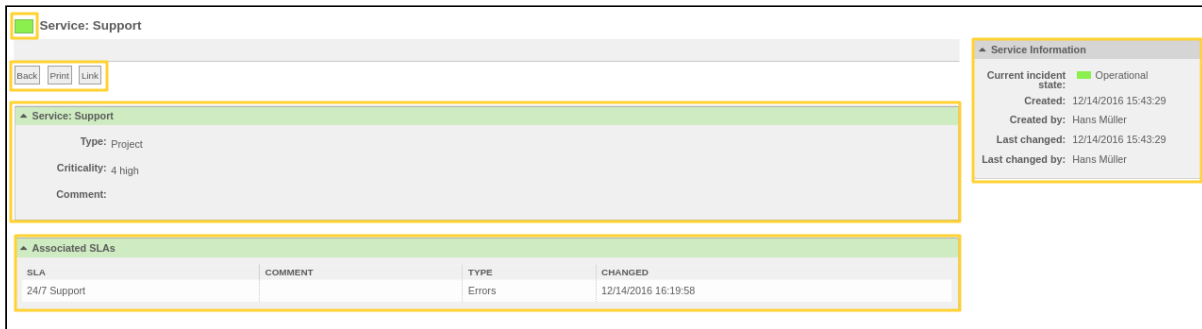 Service: Support
Back Print Link
Service: Support
Type: Project
Criticality: 4 high
Comment:
Associated SLAs
SLA COMMENT TYPE CHANGED
24/7 Support Errors 12/14/2016 16:19:58
Service Information
Current incident state: Operational
Created: 12/14/2016 15:43:29
Created by: Hans Müller
Last changed: 12/14/2016 15:43:29
Last changed by: Hans Müller